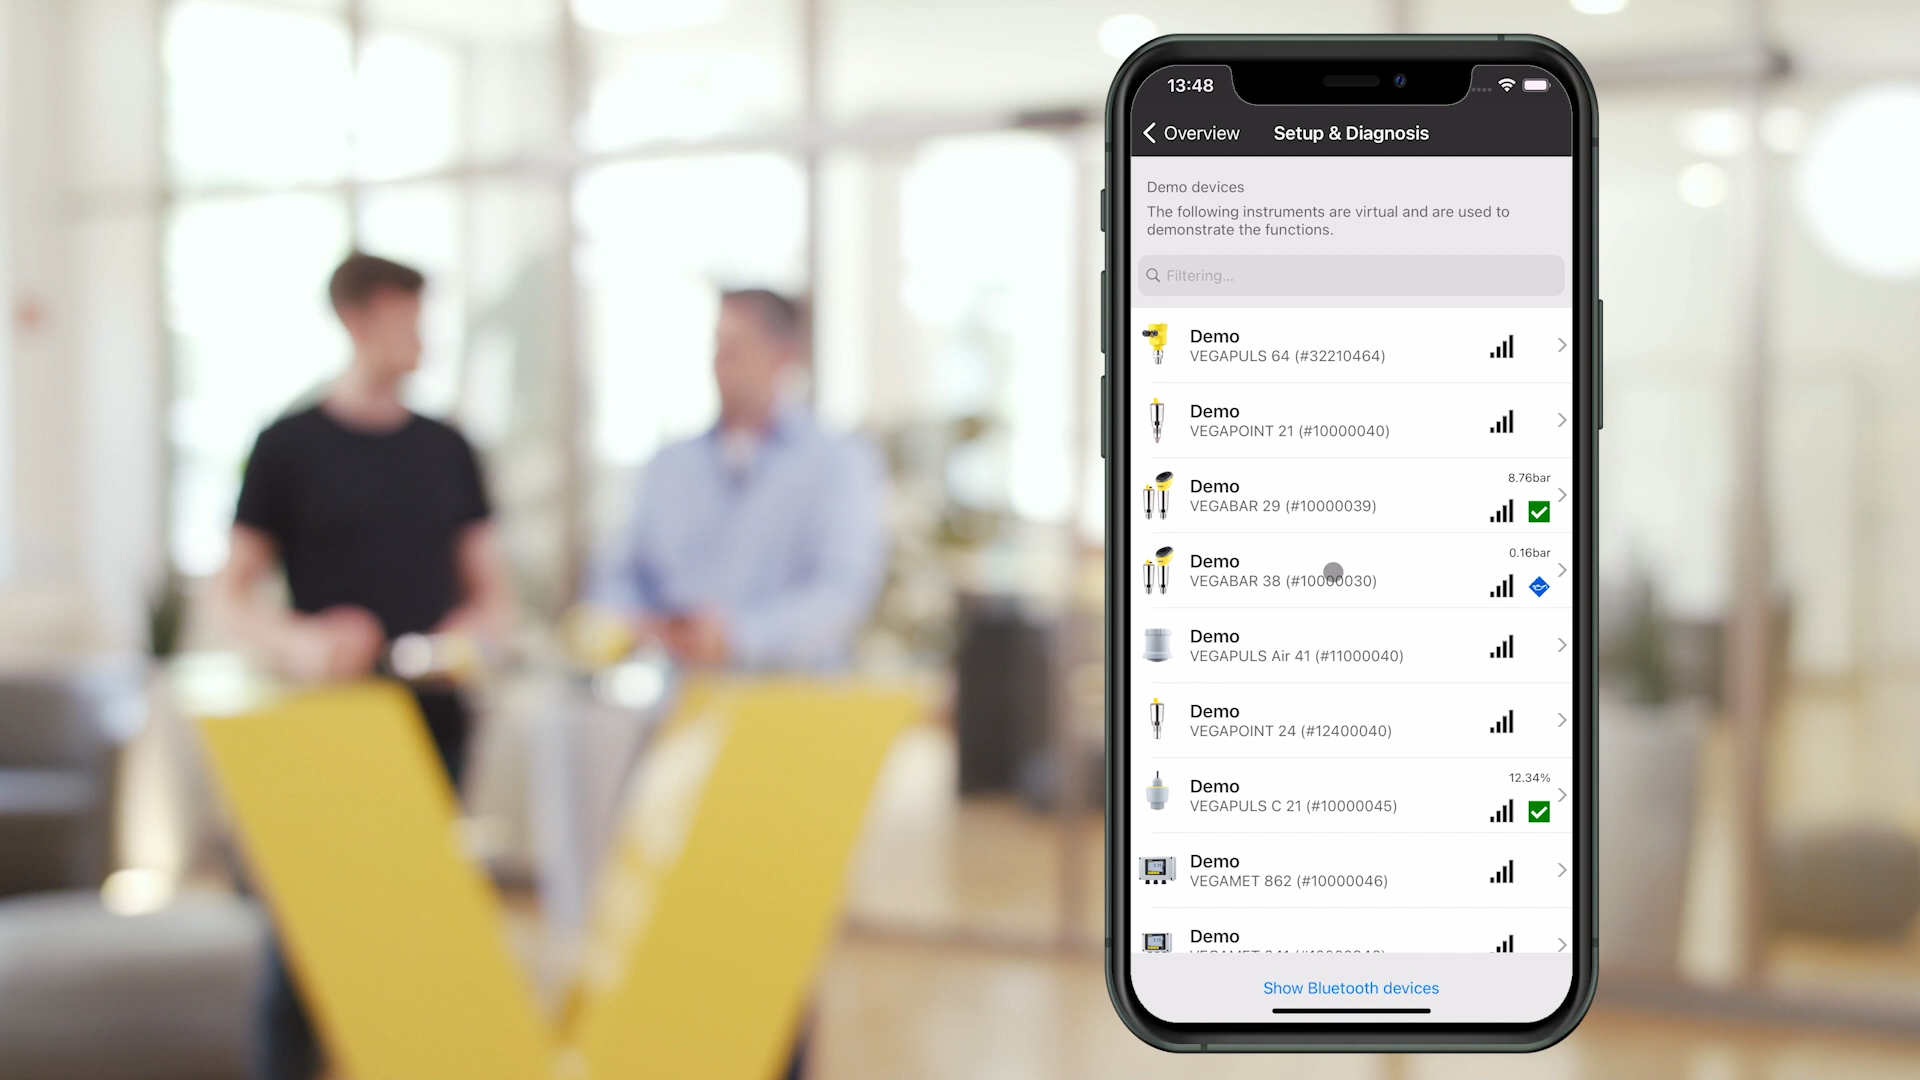 13:48
Overview
Setup & Diagnosis
Demo devices
The following instruments are virtual and are used to
demonstrate the functions.
Filtering...
Demo
VEGAPULS 64 (#32210464)
Demo
VEGAPOINT 21 (#10000040)
8.76bar
Demo
VEGABAR 29 (#10000039)
0.16bar
Demo
VEGABAR 38 (#10000030)
Demo
VEGAPULS Air 41 (#11000040)
Demo
VEGAPOINT 24 (#12400040)
12.34%
Demo
VEGAPULS C 21 (#10000045)
Demo
VEGAMET 862 (#10000046)
Demo
Show Bluetooth devices